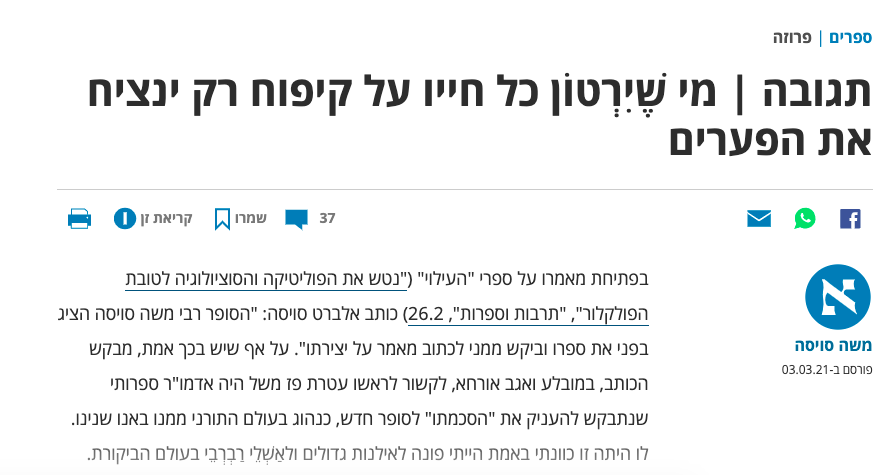 ספרים | פרוזה
תגובה | מי שֶׁיִרְטוֹן כל חייו על קיפוח רק ינציח
את הפערים
37
שמרו
קריאת זן
משה סויסה
פורסם ב-03.03.21
בפתיחת מאמרו על ספרי "העילוי" ("נטש את הפוליטיקה והסוציולוגיה לטובת
הפולקלור", "תרבות וספרות", 26.2) כותב אלברט סויסה: "הסופר רבי משה סויסה הציג
בפני את ספרו וביקש ממני לכתוב מאמר על יצירתו". על אף שיש בכך אמת, מבקש
הכותב, במובלע ואגב אורחא, לקשור לראשו עטרת פז משל היה אדמו"ר ספרותי
שנתבקש להעניק את "הסכמתו" לסופר חדש, כנהוג בעולם התורני ממנו באנו שנינו.
לו היתה זו כוונתי באמת הייתי פונה לאילנות גדולים ולאַשְׁלֵי רַבְרְבֵי בעולם הביקורת.